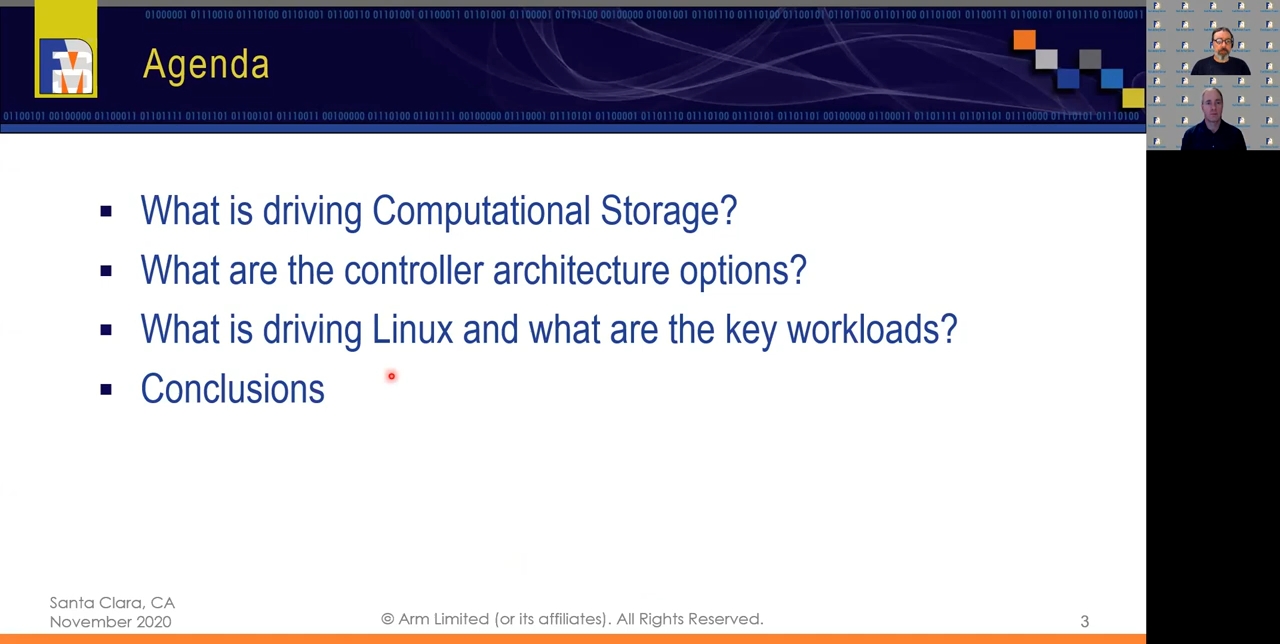 Agenda
What is driving Computational Storage?
What are the controller architecture options?
What is driving Linux and what are the key workloads?
Conclusions
Santa Clara, CA
November 2020
© Arm Limited (or its affiliates). All Rights Reserved.
3